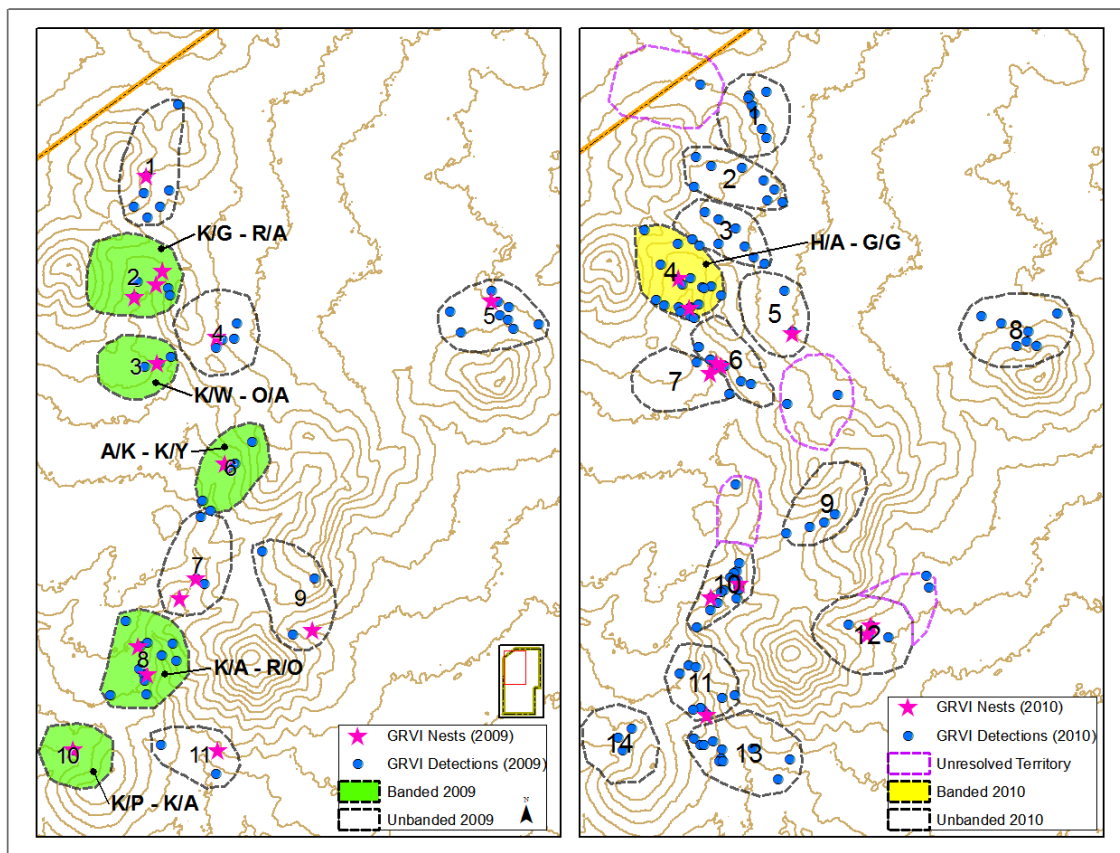 1
K/G - R/A
2
4
5
3
K/W - O/A
A/K - K/Y
6
7
9
8
K/A - R/O
10
11
K/P - K/A
GRVI Nests (2009)
GRVI Detections (2009)
Banded 2009
Unbanded 2009
N
1
2
3
H/A - G/G
4
5
8
6
7
9
10
12
11
14
13
GRVI Nests (2010)
GRVI Detections (2010)
Unresolved Territory
Banded 2010
Unbanded 2010